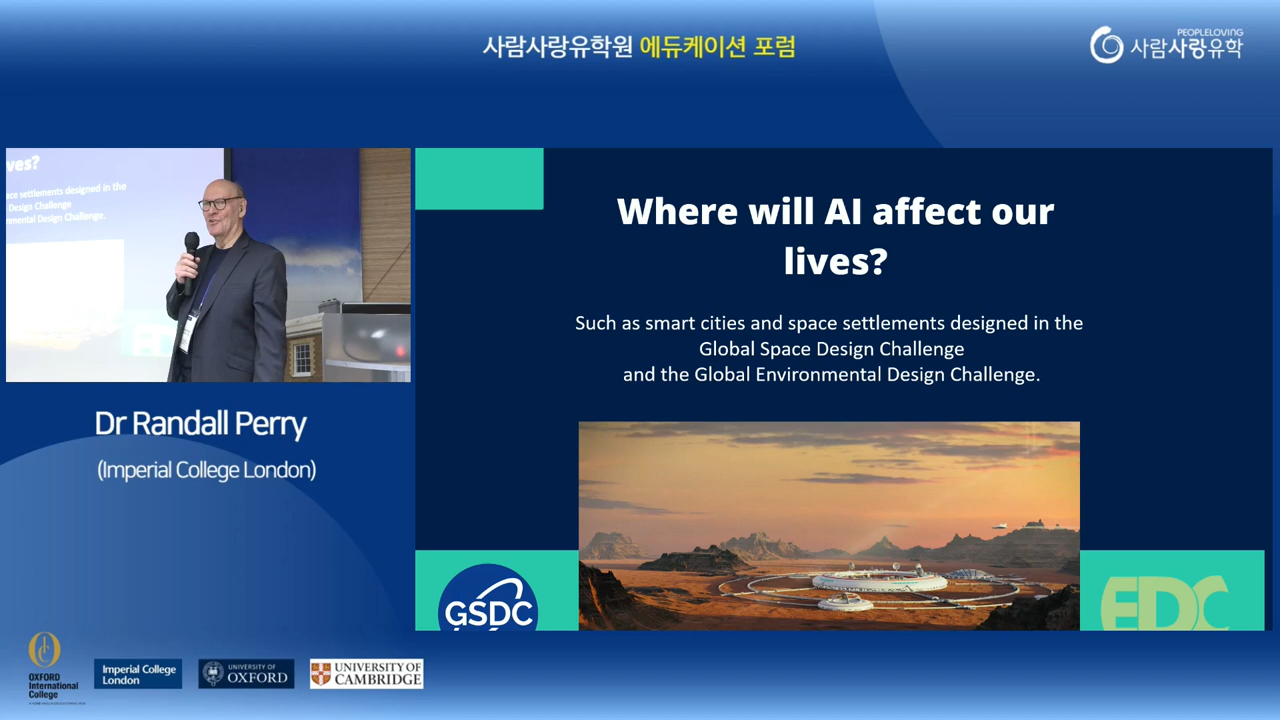 사람사랑유학원 에듀케이션 포럼
PEOPLELOVING
사람사랑유학
ves?
ace settlements designed in the
Design Challenge
nmental Design Challenge.
Where will AI affect our
lives?
Such as smart cities and space settlements designed in the
Global Space Design Challenge
and the Global Environmental Design Challenge.
Dr Randall Perry
(Imperial College London)
GSDC
EDC
OXFORD
International
College
Imperial College
London
UNIVERSITY OF
OXFORD
UNIVERSITY OF
CAMBRIDGE